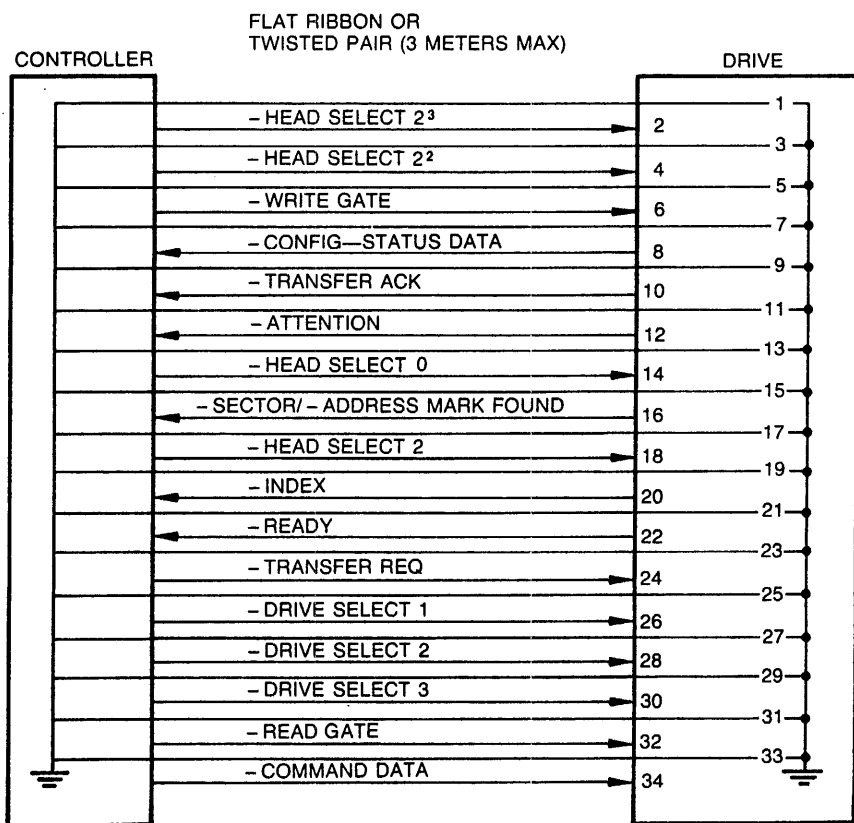 FLAT RIBBON OR
TWISTED PAIR (3 METERS MAX)
CONTROLLER
DRIVE
1
– HEAD SELECT 2³
2
3
– HEAD SELECT 2²
4
5
– WRITE GATE
6
7
– CONFIG—STATUS DATA
8
9
– TRANSFER ACK
10
11
– ATTENTION
12
13
– HEAD SELECT 0
14
15
– SECTOR/ – ADDRESS MARK FOUND
16
17
– HEAD SELECT 2
18
19
– INDEX
20
21
– READY
22
23
– TRANSFER REQ
24
25
– DRIVE SELECT 1
26
27
– DRIVE SELECT 2
28
29
– DRIVE SELECT 3
30
31
– READ GATE
32
33
– COMMAND DATA
34